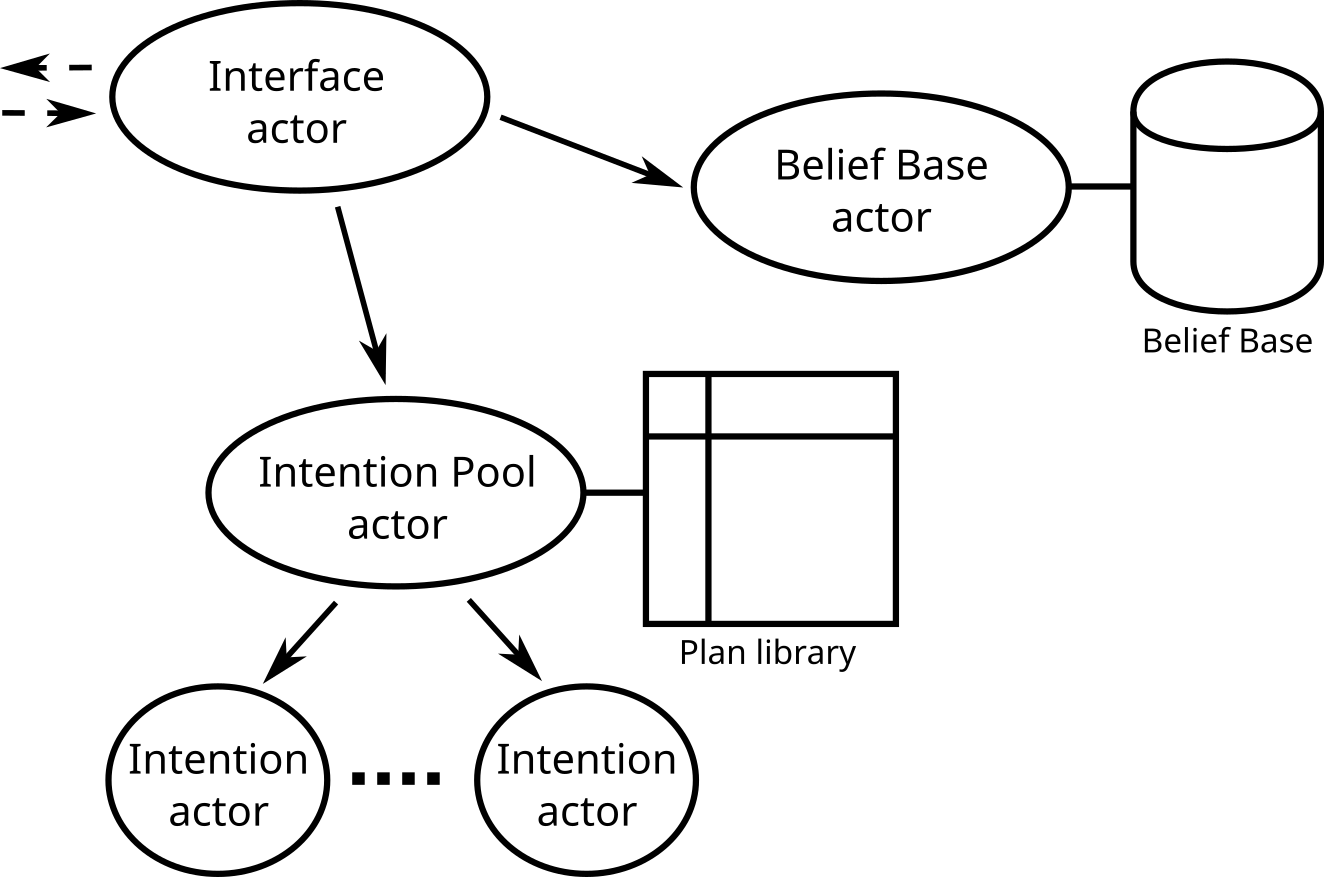 Interface
actor
Belief Base
actor
Belief Base
Intention Pool
actor
Plan library
Intention
actor
Intention
actor